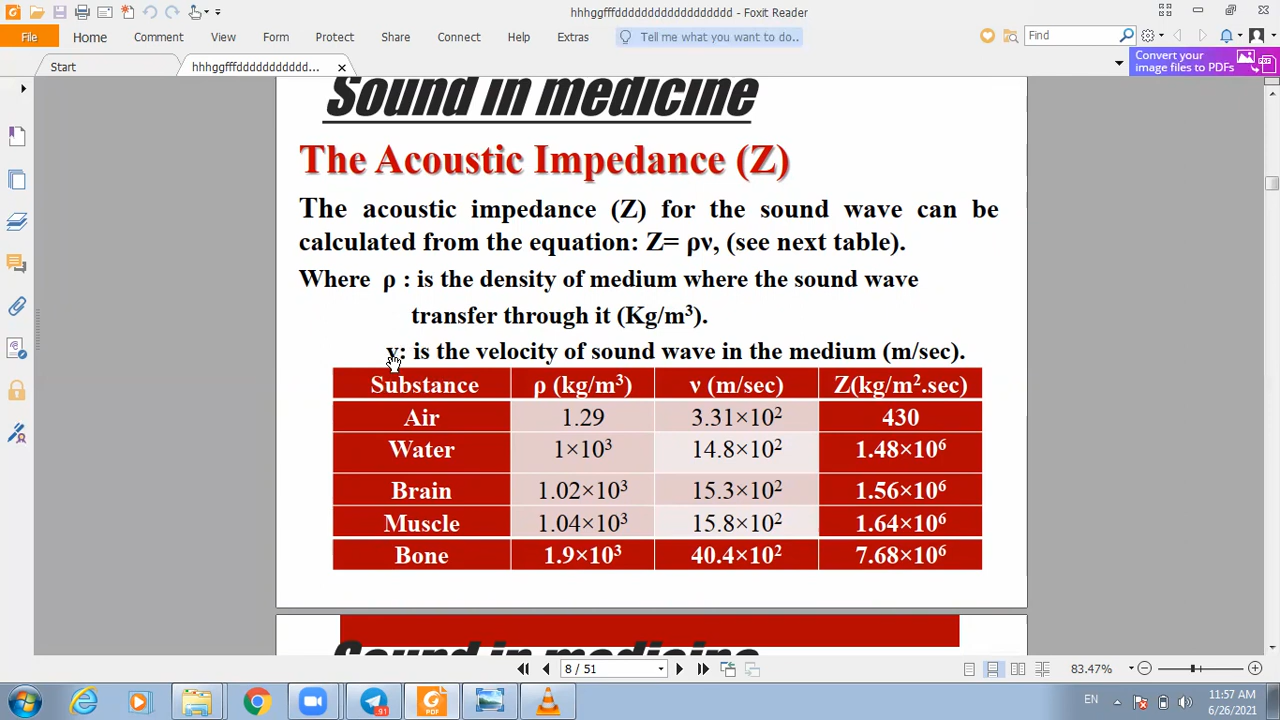 hhhggfffdddddddddddddddddd - Foxit Reader
File Home Comment View Form Protect Share Connect Help Extras Tell me what you want to do.. Find
Start hhhggfffddddddddddd... Convert your
image files to PDFs
Sound in medicine
The Acoustic Impedance (Z)
The acoustic impedance (Z) for the sound wave can be
calculated from the equation: Z= ρν, (see next table).
Where ρ : is the density of medium where the sound wave
transfer through it (Kg/m³).
v: is the velocity of sound wave in the medium (m/sec).
Substance ρ (kg/m³) ν (m/sec) Z(kg/m².sec)
Air 1.29 3.31×10² 430
Water 1×10³ 14.8×10² 1.48×10⁶
Brain 1.02×10³ 15.3×10² 1.56×10⁶
Muscle 1.04×10³ 15.8×10² 1.64×10⁶
Bone 1.9×10³ 40.4×10² 7.68×10⁶
Sound in medicine
8 / 51 83.47%
91 PDF EN 11:57 AM
6/26/2021